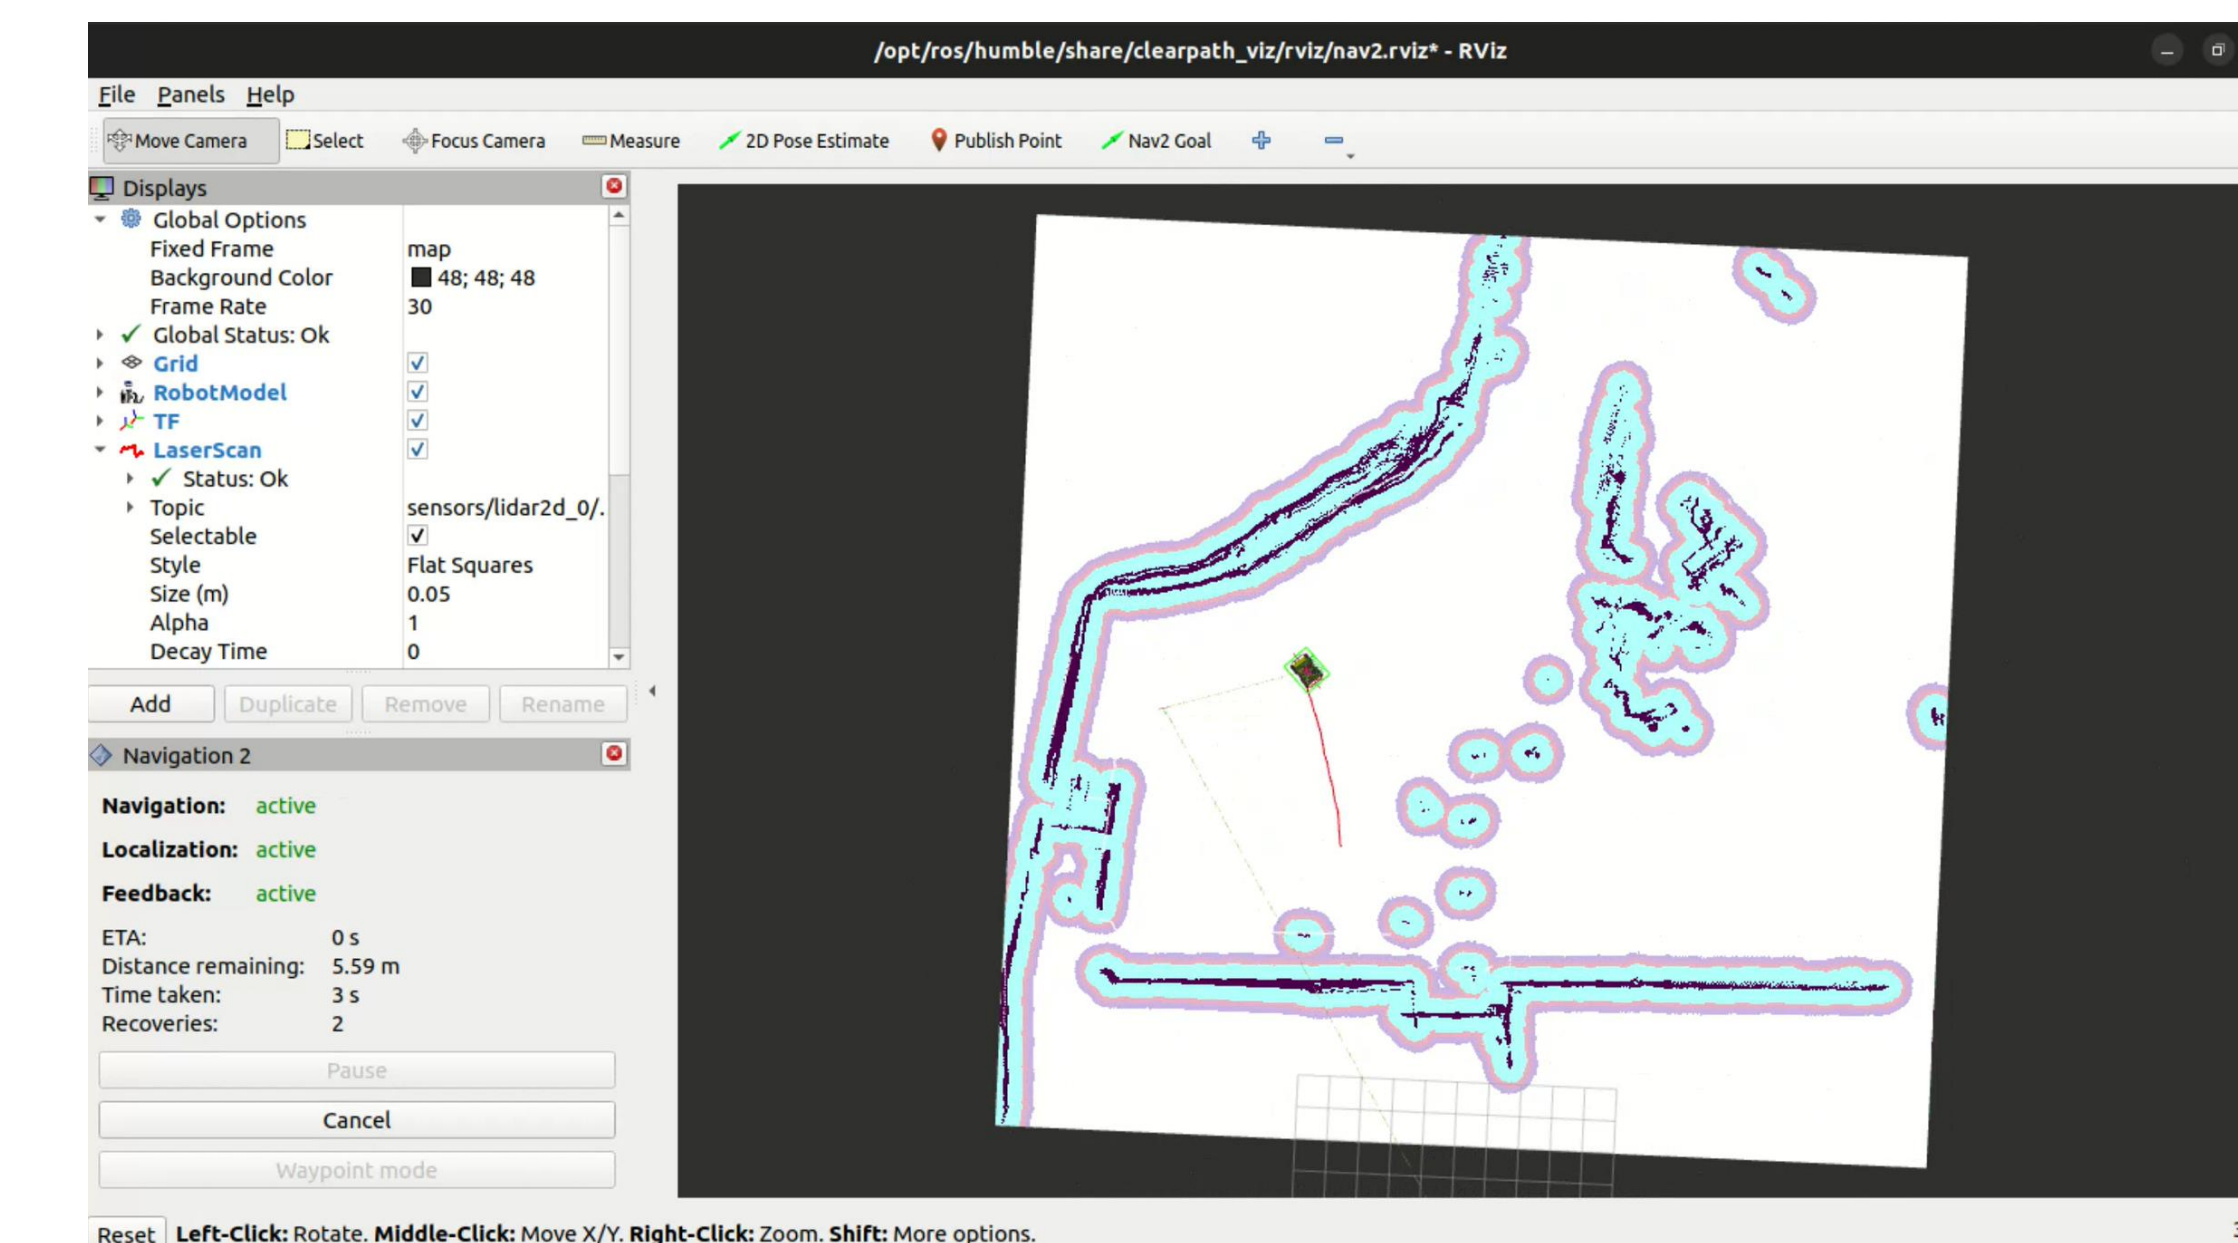 /opt/ros/humble/share/clearpath_viz/rviz/nav2.rviz* - RViz
File Panels Help
Move Camera Select Focus Camera Measure 2D Pose Estimate Publish Point Nav2 Goal
Displays
Global Options
Fixed Frame map
Background Color 48; 48; 48
Frame Rate 30
Global Status: Ok
Grid
RobotModel
TF
LaserScan
Status: Ok
Topic sensors/lidar2d_0/.
Selectable
Style Flat Squares
Size (m) 0.05
Alpha 1
Decay Time 0
Add Duplicate Remove Rename
Navigation 2
Navigation: active
Localization: active
Feedback: active
ETA: 0 s
Distance remaining: 5.59 m
Time taken: 3 s
Recoveries: 2
Pause
Cancel
Waypoint mode
Reset Left-Click: Rotate. Middle-Click: Move X/Y. Right-Click: Zoom. Shift: More options.